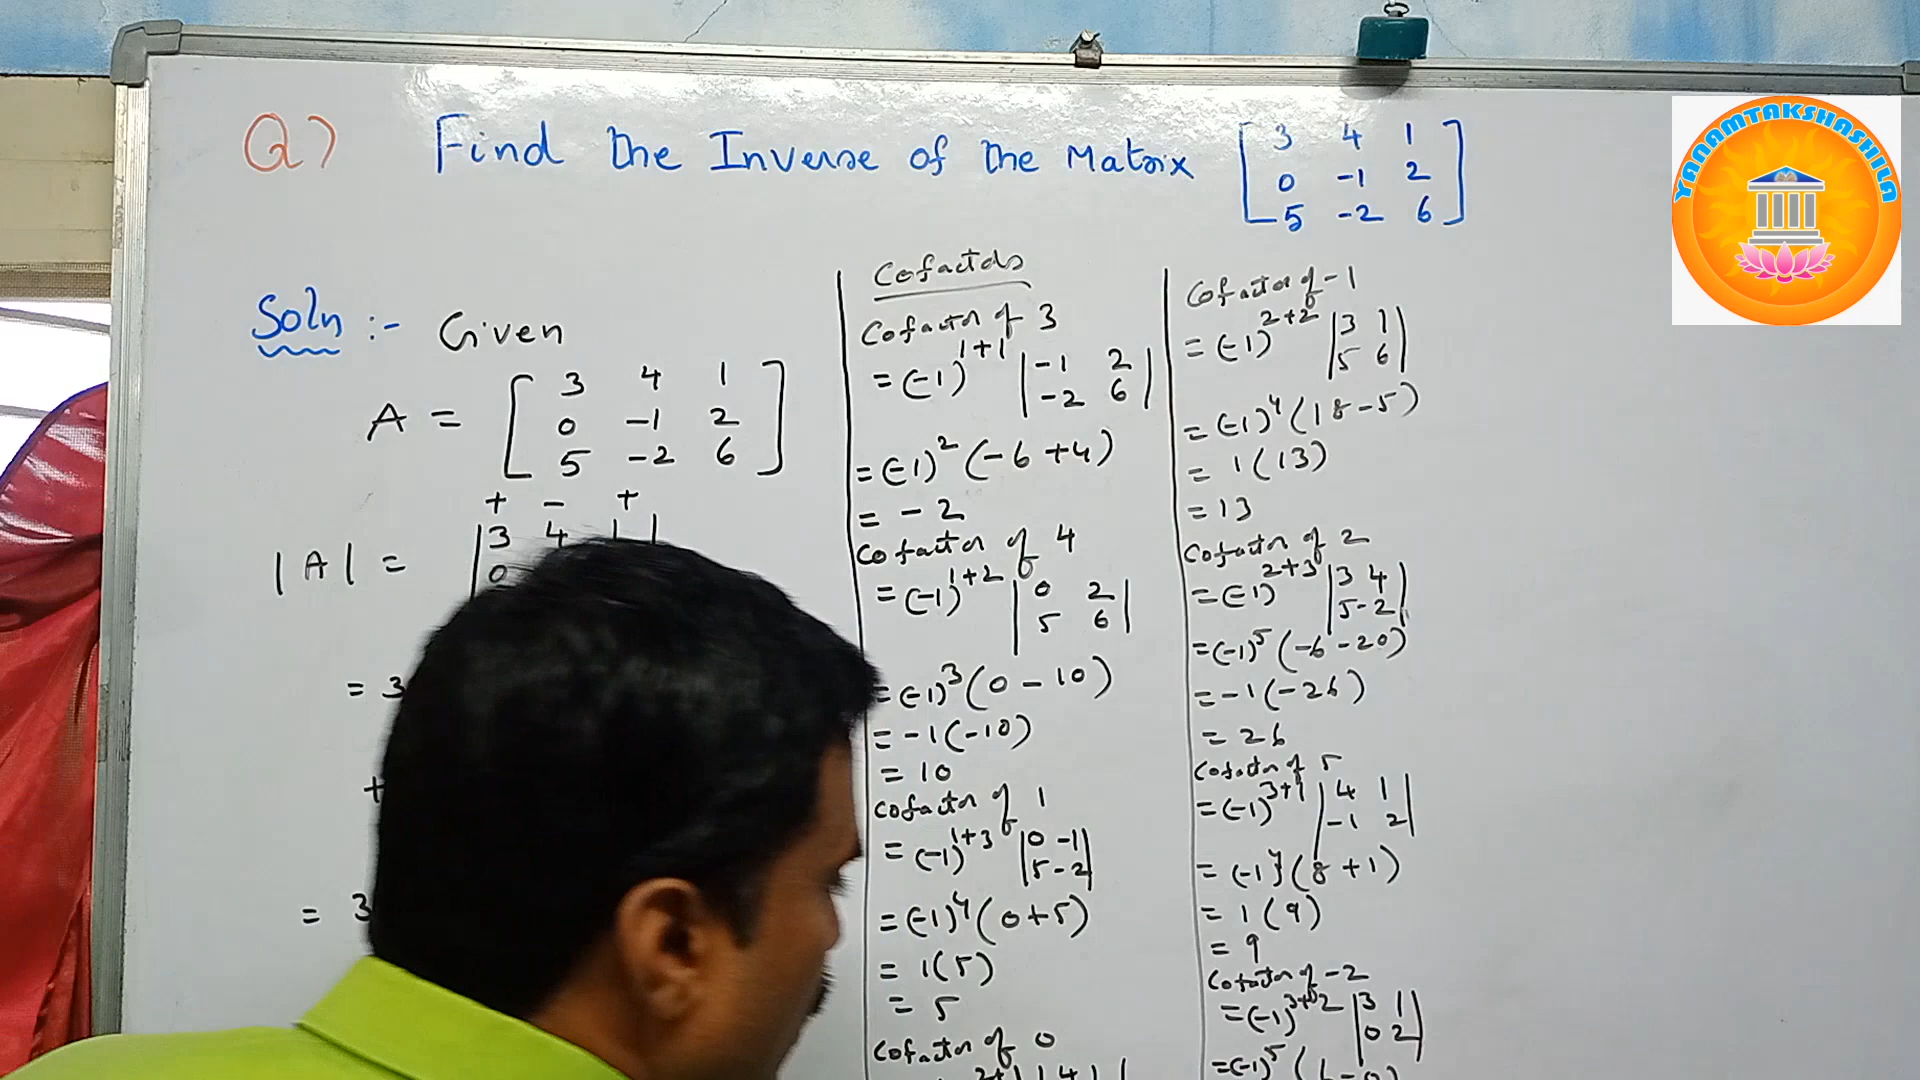 Q7 Find the Inverse of the Matrix [3 4 1
0 -1 2
5 -2 6]
YANAMTAKSHASHILA
Soln :- Given
A = [3 4 1
0 -1 2
5 -2 6]
+ - +
|A| = |3 4 1|
0
= 3
+
= 3
Cofactors
Cofactor of 3
= (-1)^1+1 |-1 2
-2 6|
= (-1)^2 (-6+4)
= -2
Cofactor of 4
= (-1)^1+2 |0 2
5 6|
= (-1)^3 (0-10)
= -1(-10)
= 10
Cofactor of 1
= (-1)^1+3 |0 -1
5 -2|
= (-1)^4 (0+5)
= 1(5)
= 5
Cofactor of 0
Cofactor of -1
= (-1)^2+2 |3 1
5 6|
= (-1)^4 (18-5)
= 1(13)
= 13
Cofactor of 2
= (-1)^2+3 |3 4
5 -2|
= (-1)^5 (-6-20)
= -1(-26)
= 26
Cofactor of 5
= (-1)^3+1 |4 1
-1 2|
= (-1)^4 (8+1)
= 1(9)
= 9
Cofactor of -2
= (-1)^3+2 |3 1
0 2|
= (-1)^5 (6-0)